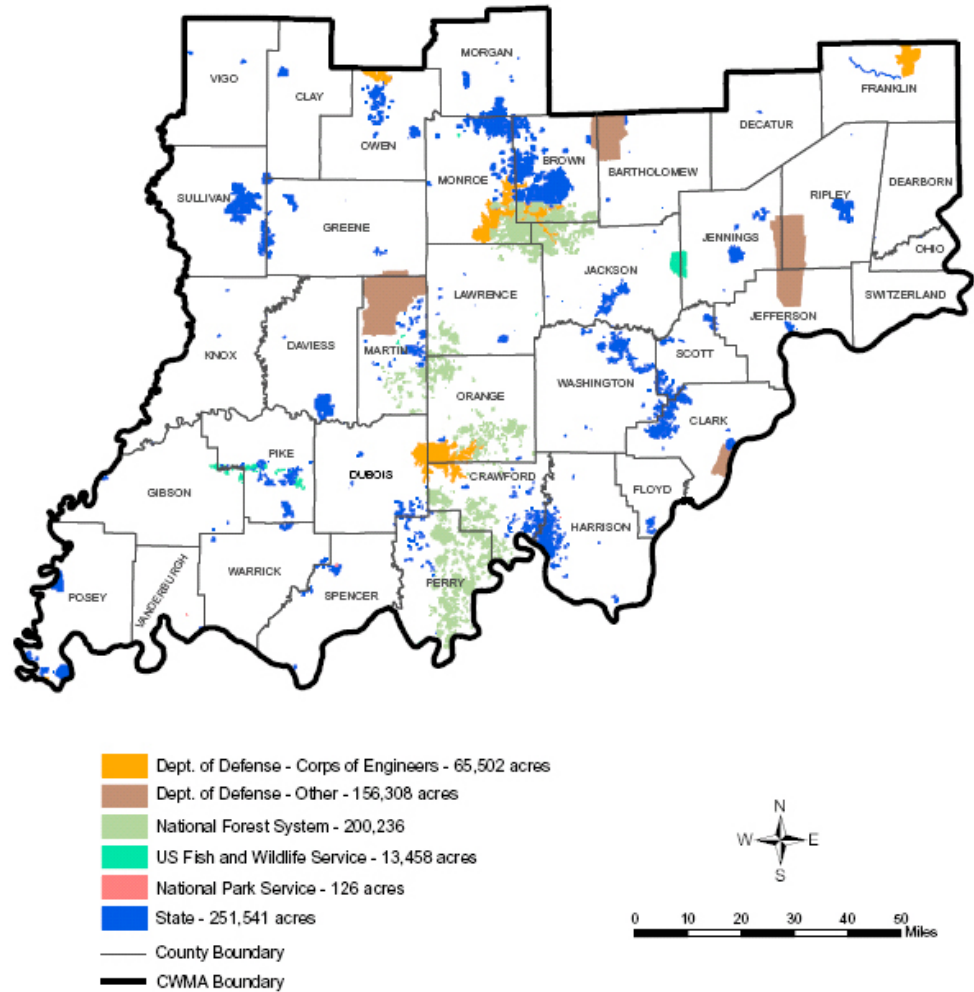 MORGAN
VIGO
CLAY
FRANKLIN
DECATUR
OWEN
BROWN
BARTHOLOMEW
MONROE
DEARBORN
RIPLEY
SULLIVAN
GREENE
JENNINGS
OHIO
JACKSON
LAWRENCE
SWITZERLAND
JEFFERSON
KNOX
DAVIESS
MARTIN
SCOTT
WASHINGTON
ORANGE
CLARK
PIKE
DUBOIS
CRAWFORD
GIBSON
FLOYD
HARRISON
WARRICK
PERRY
POSEY
VANDERBURGH
SPENCER
Dept. of Defense - Corps of Engineers - 65,502 acres
Dept. of Defense - Other - 156,308 acres
National Forest System - 200,236
US Fish and Wildlife Service - 13,458 acres
National Park Service - 126 acres
State - 251,541 acres
County Boundary
CWMA Boundary
N
W E
S
0 10 20 30 40 50
Miles